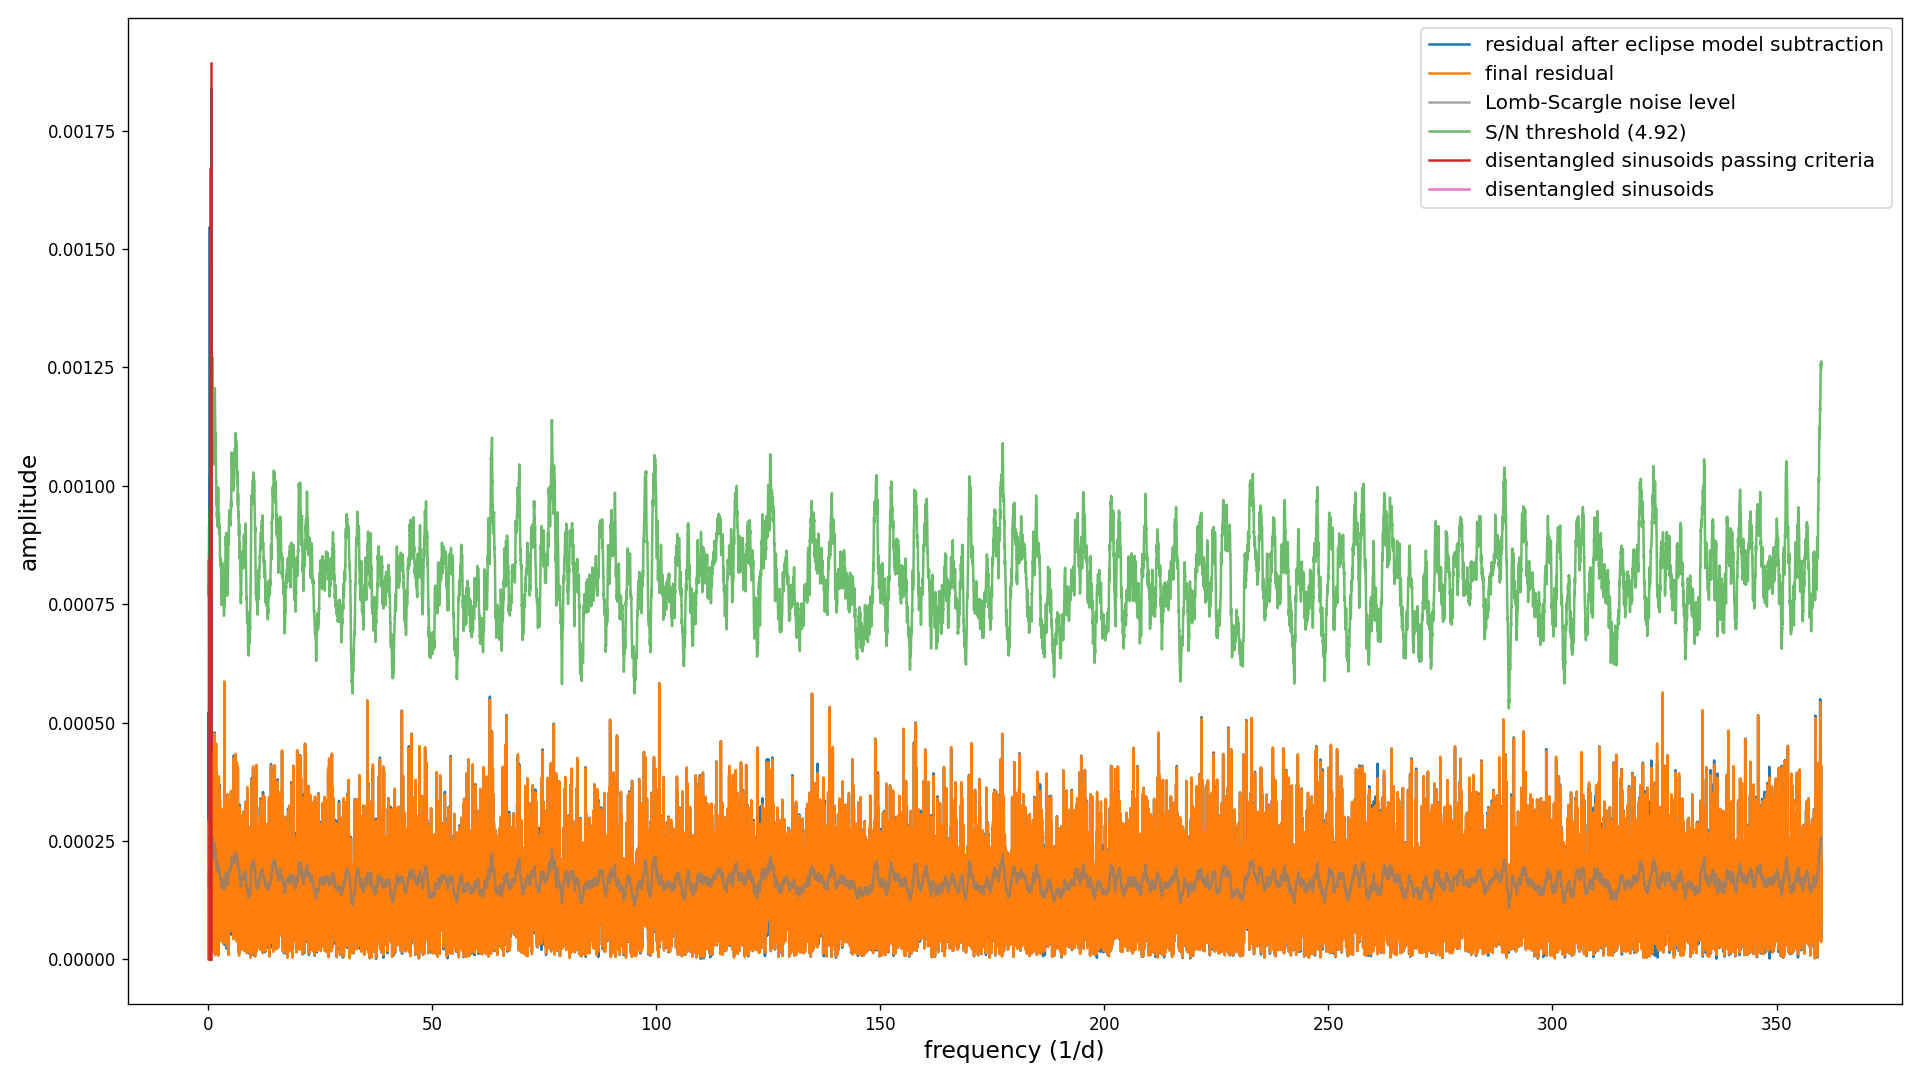 residual after eclipse model subtraction
final residual
Lomb-Scargle noise level
S/N threshold (4.92)
disentangled sinusoids passing criteria
disentangled sinusoids
amplitude
0.00175
0.00150
0.00125
0.00100
0.00075
0.00050
0.00025
0.00000
0 50 100 150 200 250 300 350
frequency (1/d)